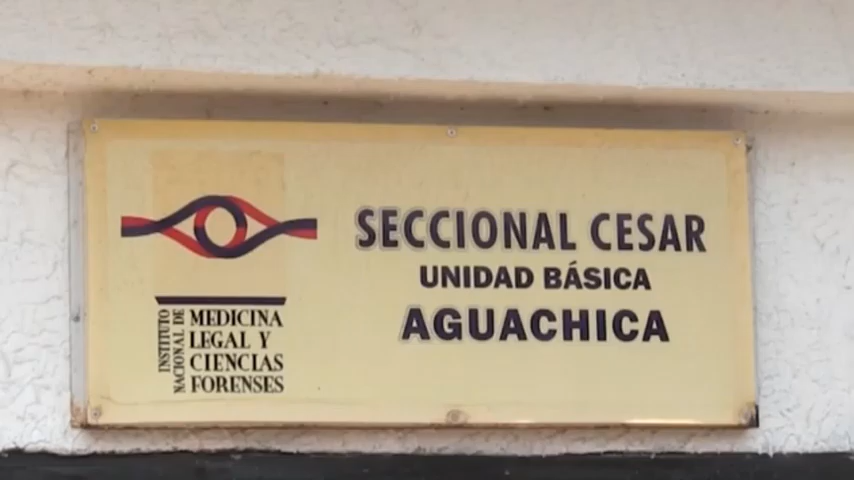 SECCIONAL CESAR
UNIDAD BÁSICA
AGUACHICA
INSTITUTO
NACIONAL DE
MEDICINA
LEGAL Y
CIENCIAS
FORENSES